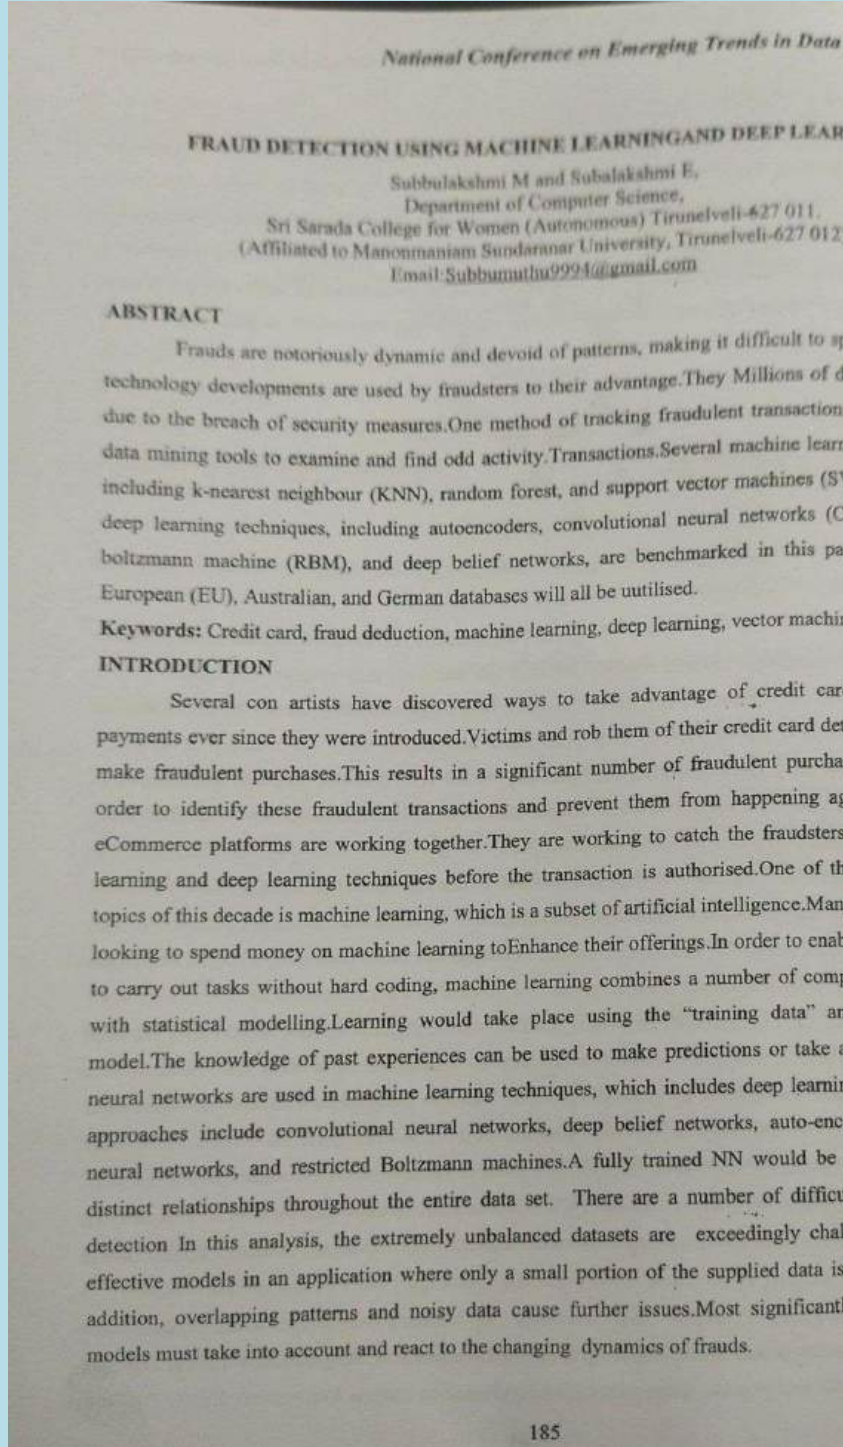 National Conference on Emerging Trends in Data
FRAUD DETECTION USING MACHINE LEARNINGAND DEEP LEAR
Subbulakshmi M and Subalakshmi E,
Department of Computer Science,
Sri Sarada College for Women (Autonomous) Tirunelveli-627 011.
(Affiliated to Manonmaniam Sundaranar University, Tirunelveli-627 012
Email:Subbumuthu9994@gmail.com
ABSTRACT
Frauds are notoriously dynamic and devoid of patterns, making it difficult to sp
technology developments are used by fraudsters to their advantage.They Millions of d
due to the breach of security measures.One method of tracking fraudulent transaction
data mining tools to examine and find odd activity.Transactions.Several machine learn
including k-nearest neighbour (KNN), random forest, and support vector machines (SV
deep learning techniques, including autoencoders, convolutional neural networks (C
boltzmann machine (RBM), and deep belief networks, are benchmarked in this pa
European (EU), Australian, and German databases will all be uutilised.
Keywords: Credit card, fraud deduction, machine learning, deep learning, vector machin
INTRODUCTION
Several con artists have discovered ways to take advantage of credit car
payments ever since they were introduced.Victims and rob them of their credit card det
make fraudulent purchases.This results in a significant number of fraudulent purcha
order to identify these fraudulent transactions and prevent them from happening ag
eCommerce platforms are working together.They are working to catch the fraudsters
learning and deep learning techniques before the transaction is authorised.One of th
topics of this decade is machine learning, which is a subset of artificial intelligence.Man
looking to spend money on machine learning toEnhance their offerings.In order to enab
to carry out tasks without hard coding, machine learning combines a number of comp
with statistical modelling.Learning would take place using the “training data” an
model.The knowledge of past experiences can be used to make predictions or take a
neural networks are used in machine learning techniques, which includes deep learnin
approaches include convolutional neural networks, deep belief networks, auto-enc
neural networks, and restricted Boltzmann machines.A fully trained NN would be
distinct relationships throughout the entire data set. There are a number of difficu
detection In this analysis, the extremely unbalanced datasets are exceedingly chal
effective models in an application where only a small portion of the supplied data is
addition, overlapping patterns and noisy data cause further issues.Most significantl
models must take into account and react to the changing dynamics of frauds.
185